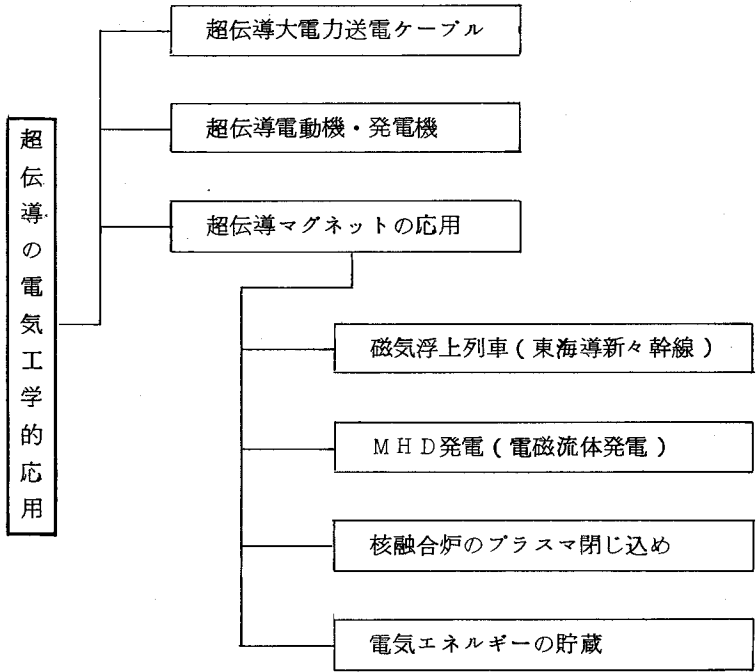 超伝導の電気工学的応用
超伝導大電力送電ケーブル
超伝導電動機・発電機
超伝導マグネットの応用
磁気浮上列車(東海導新々幹線)
MHD発電(電磁流体発電)
核融合炉のプラズマ閉じ込め
電気エネルギーの貯蔵